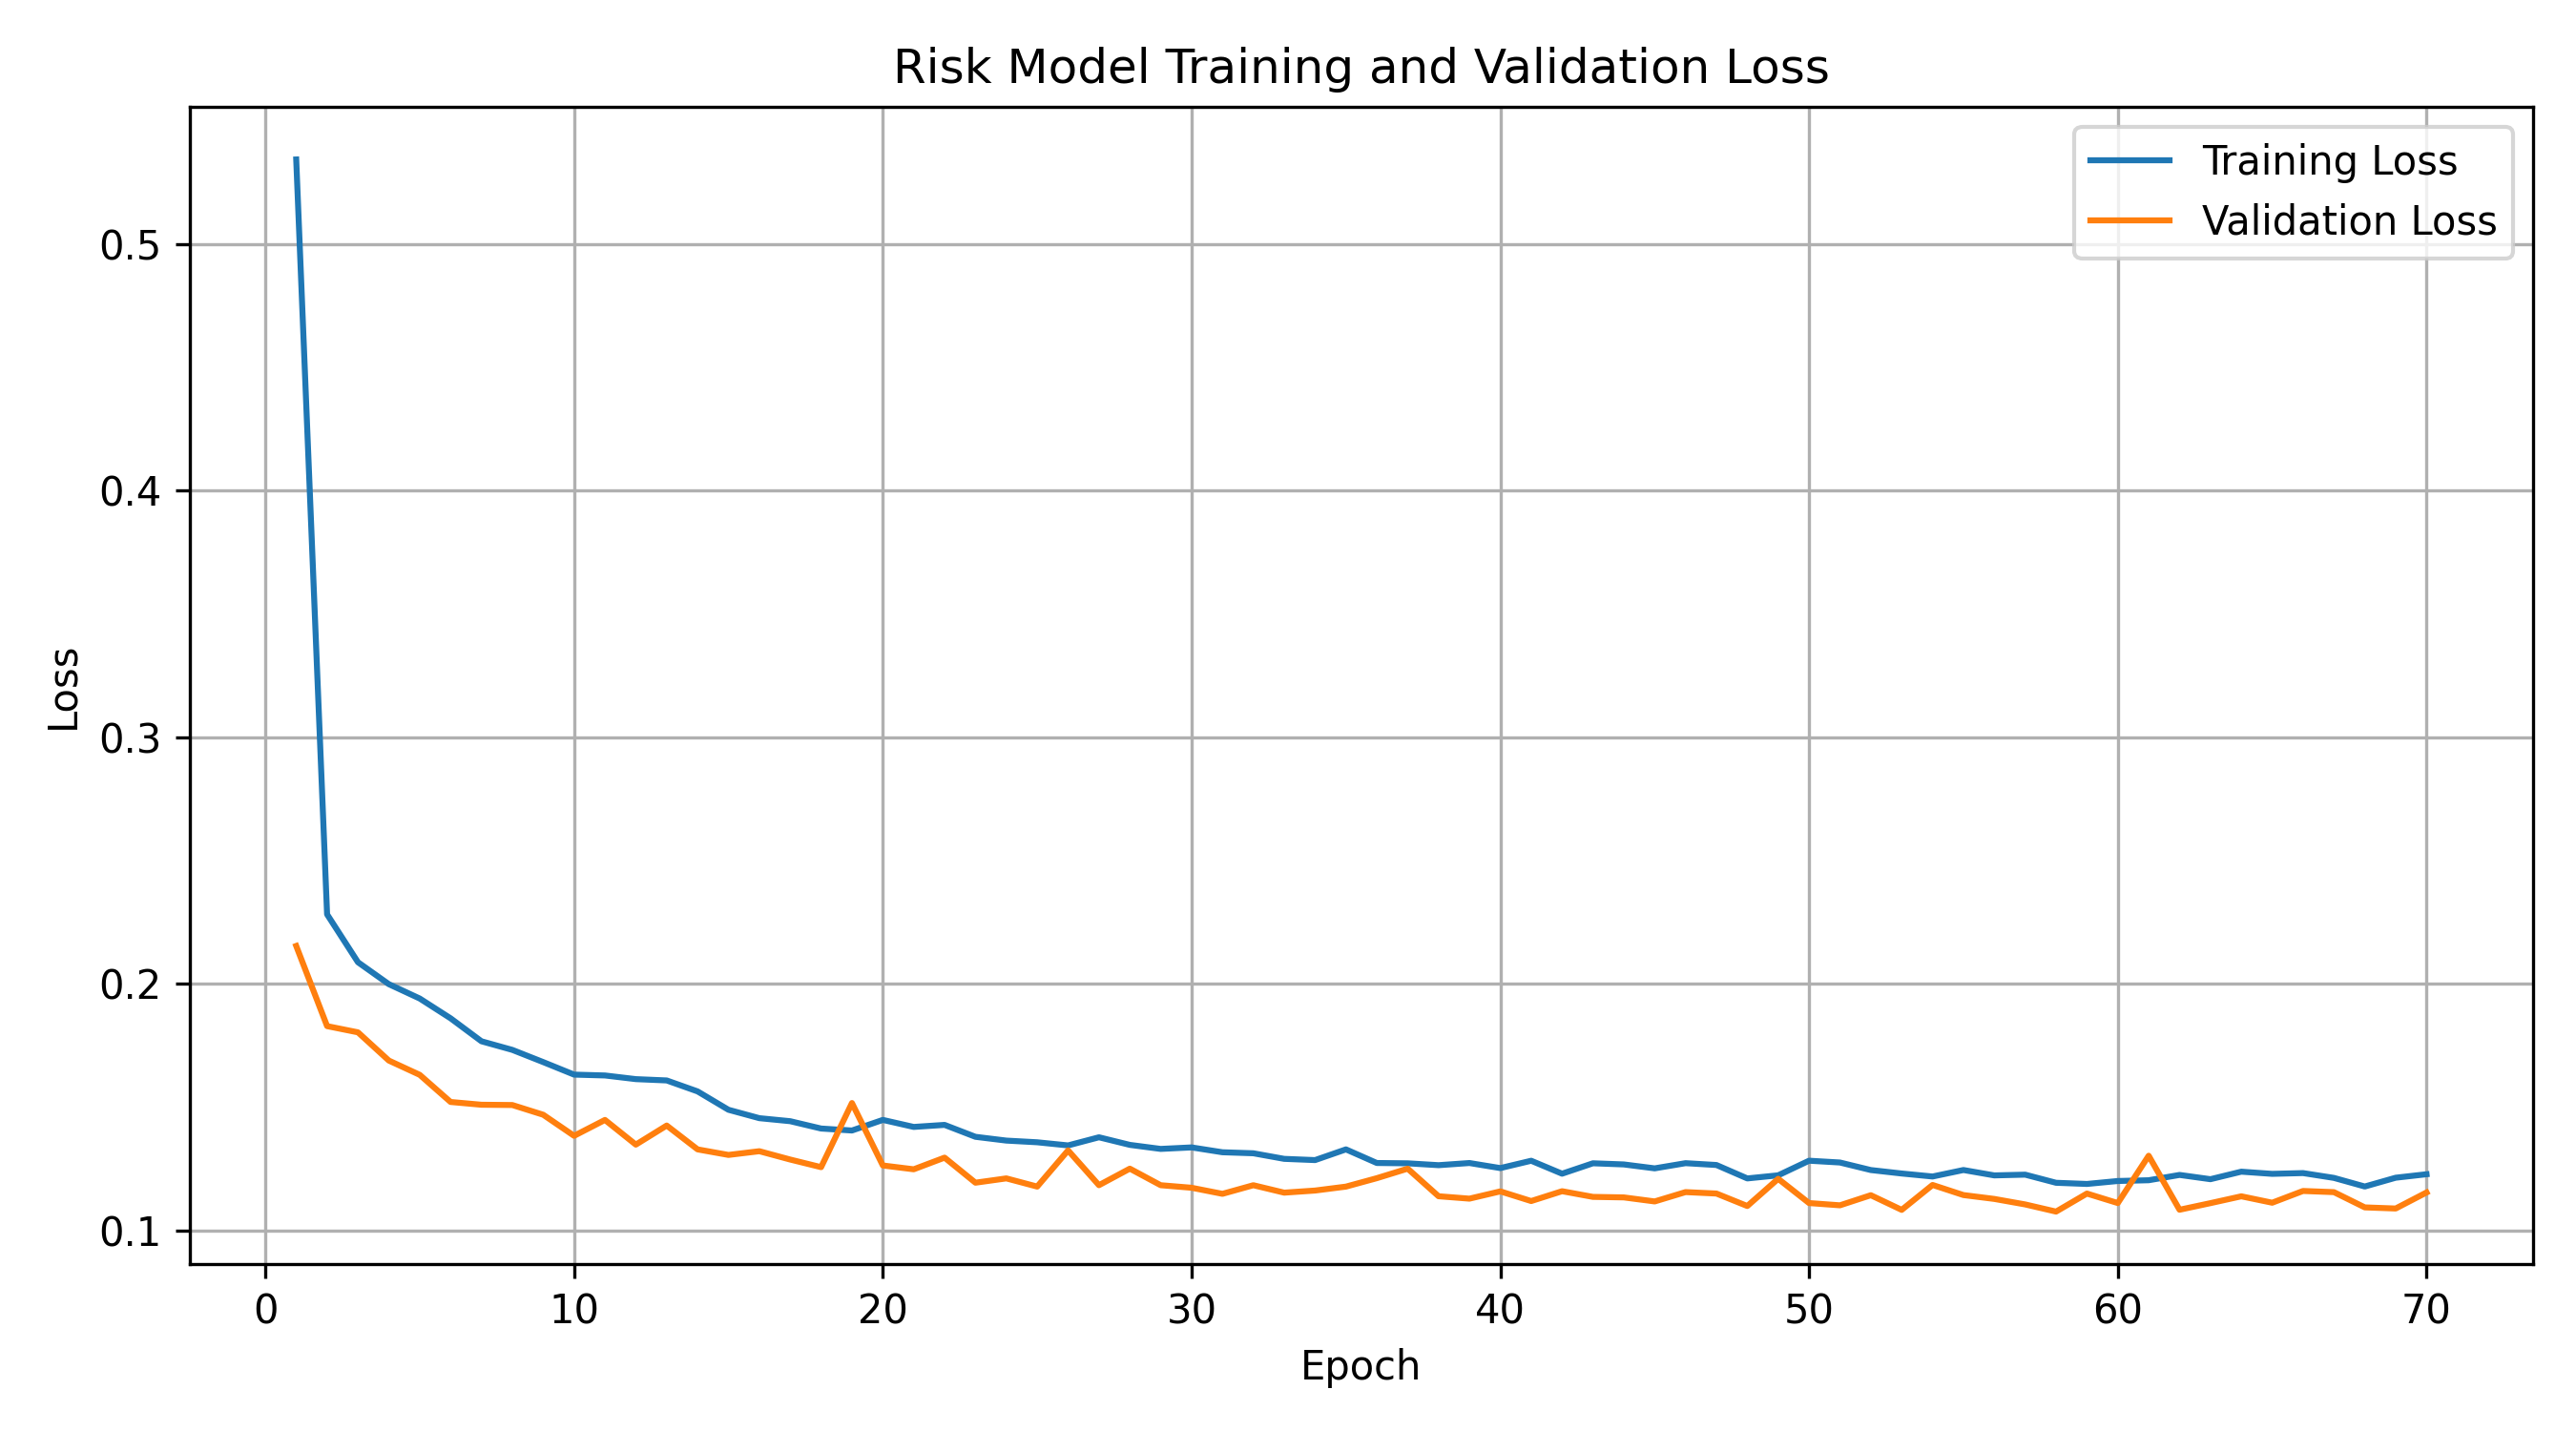 Risk Model Training and Validation Loss
Training Loss
Validation Loss
0.5
0.4
0.3
0.2
0.1
Loss
0 10 20 30 40 50 60 70
Epoch